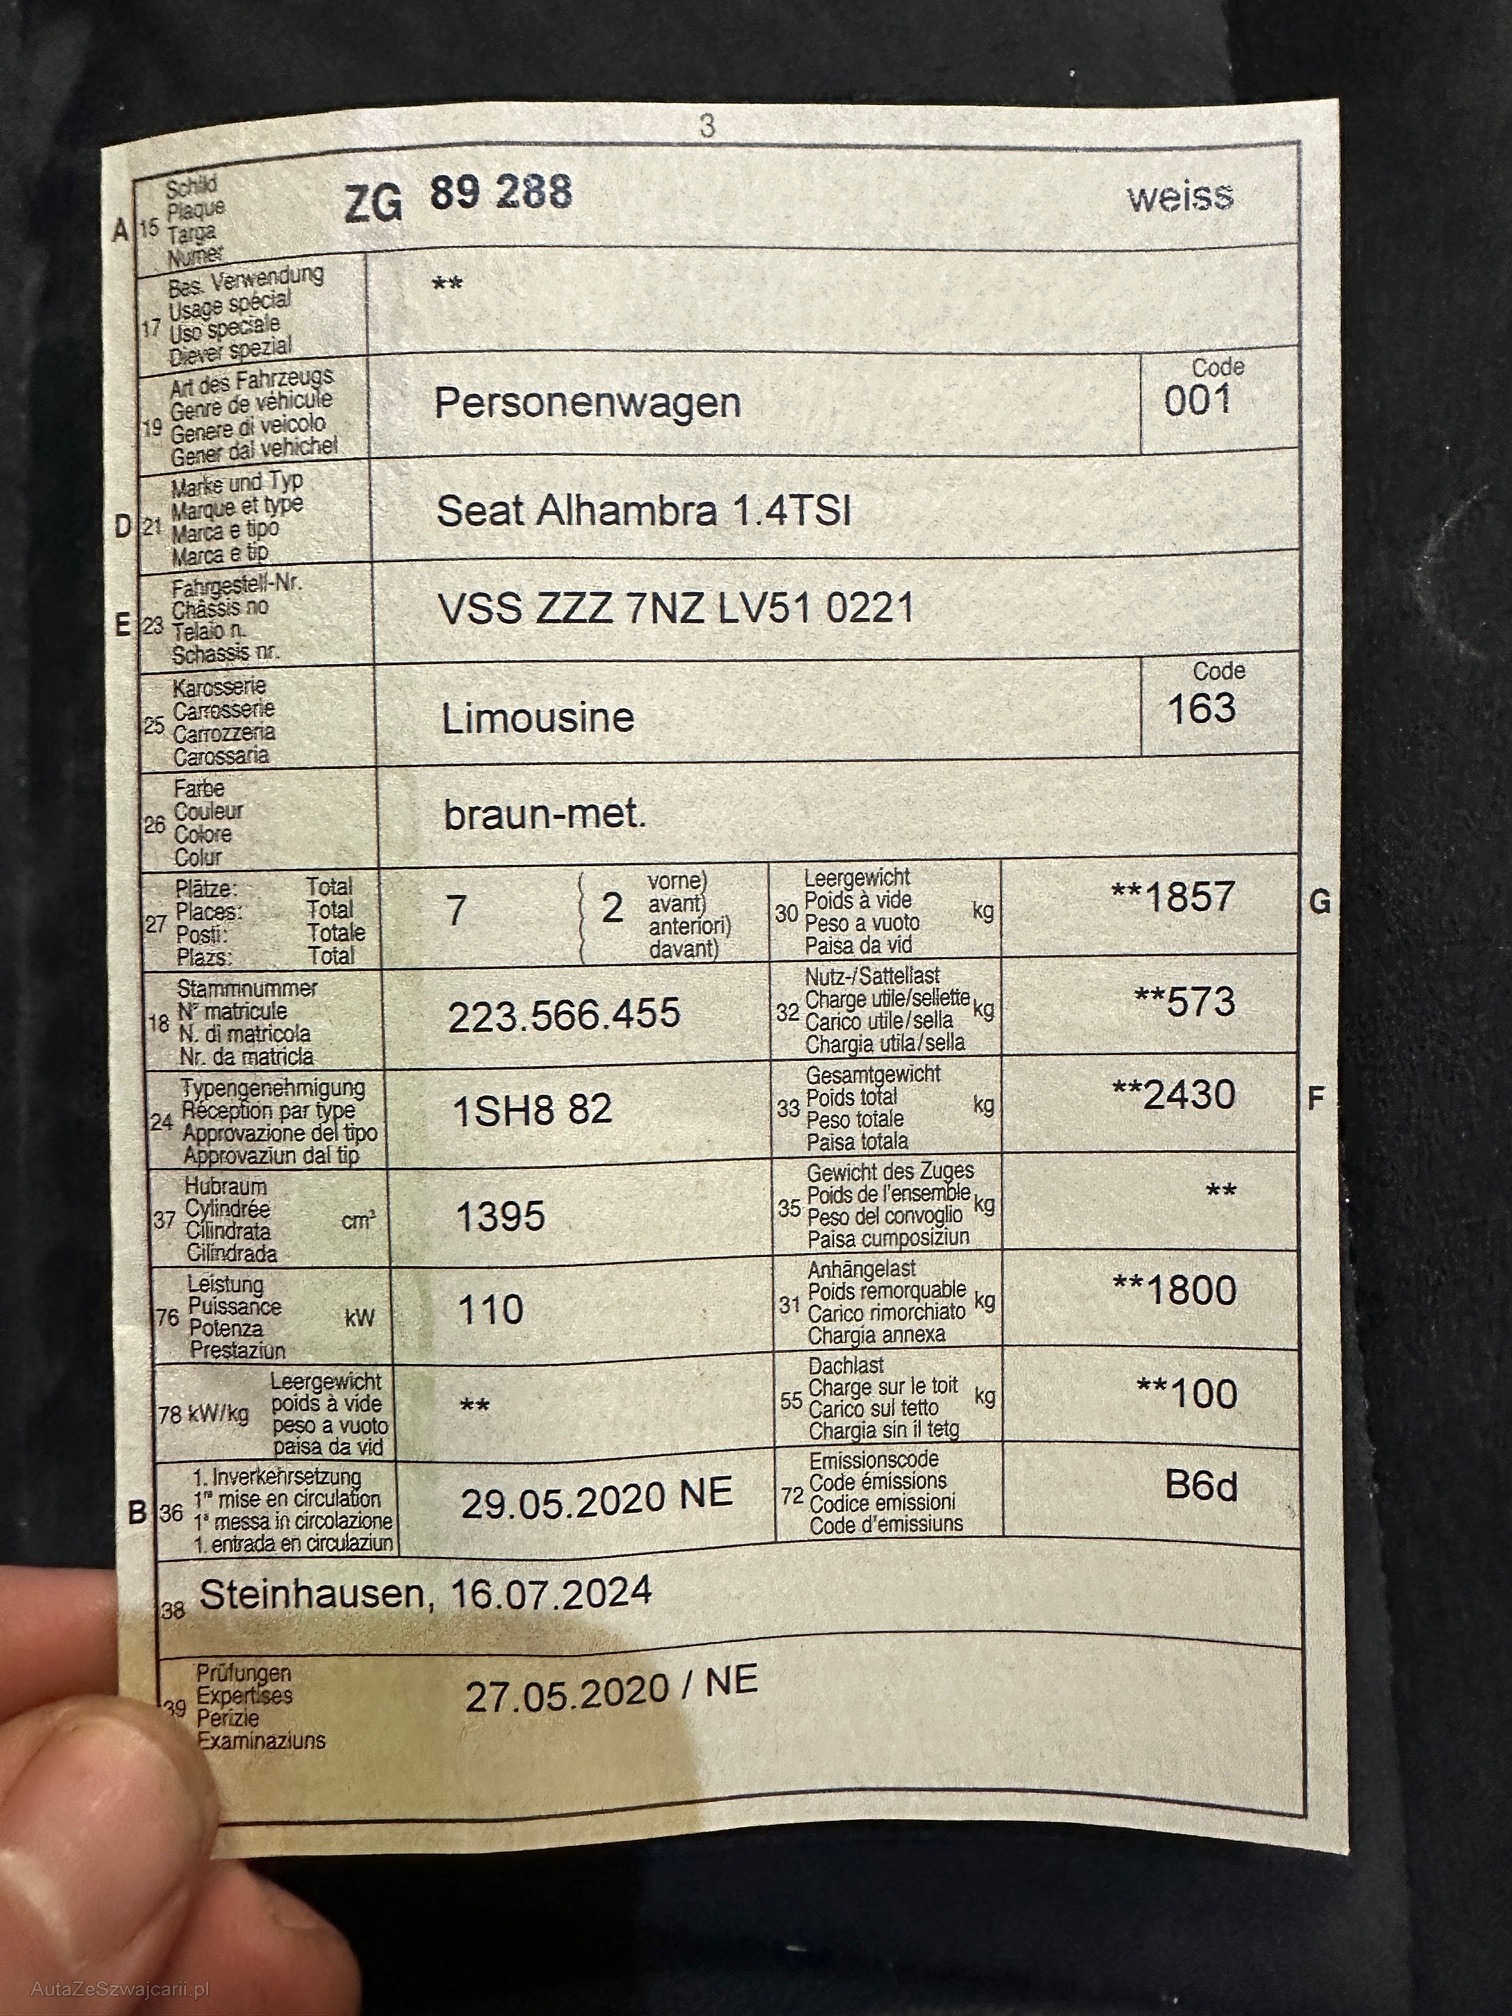 3
A 15 Schild
Plaque
Targa
Numer
ZG 89 288 weiss
17 Bes. Verwendung
Usage spécial
Uso speciale
Diever spezial
**
19 Art des Fahrzeugs
Genre de véhicule
Genere di veicolo
Gener dal vehichel
Personenwagen
Code
001
D 21 Marke und Typ
Marque et type
Marca e tipo
Marca e tip
Seat Alhambra 1.4TSI
E 23 Fahrgestell-Nr.
Châssis no
Telaio n.
Schassis nr.
VSS ZZZ 7NZ LV51 0221
25 Karosserie
Carrosserie
Carrozzeria
Carossaria
Limousine
Code
163
26 Farbe
Couleur
Colore
Colur
braun-met.
27 Plätze: Total
Places: Total
Posti: Totale
Plazs: Total
7 ( 2 vorne)
( avant)
( anteriori)
( davant)
30 Leergewicht
Poids à vide
Peso a vuoto
Paisa da vid
kg **1857 G
18 Stammnummer
N° matricule
N. di matricola
Nr. da matricla
223.566.455
32 Nutz-/Sattellast
Charge utile/sellette
Carico utile/sella
Chargia utila/sella
kg **573
24 Typengenehmigung
Réception par type
Approvazione del tipo
Approvaziun dal tip
1SH8 82
33 Gesamtgewicht
Poids total
Peso totale
Paisa totala
kg **2430 F
37 Hubraum
Cylindrée
Cilindrata
Cilindrada
cm³ 1395
35 Gewicht des Zuges
Poids de l'ensemble
Peso del convoglio
Paisa cumposiziun
kg **
76 Leistung
Puissance
Potenza
Prestaziun
kW 110
31 Anhängelast
Poids remorquable
Carico rimorchiato
Chargia annexa
kg **1800
78 kW/kg Leergewicht
poids à vide
peso a vuoto
paisa da vid
**
55 Dachlast
Charge sur le toit
Carico sul tetto
Chargia sin il tetg
kg **100
B 36 1. Inverkehrsetzung
1re mise en circulation
1a messa in circolazione
1. entrada en circulaziun
29.05.2020 NE
72 Emissionscode
Code émissions
Codice emissioni
Code d'emissiuns
B6d
38 Steinhausen, 16.07.2024
39 Prüfungen
Expertises
Perizie
Examinaziuns
27.05.2020 / NE
AutaZeSzwajcarii.pl